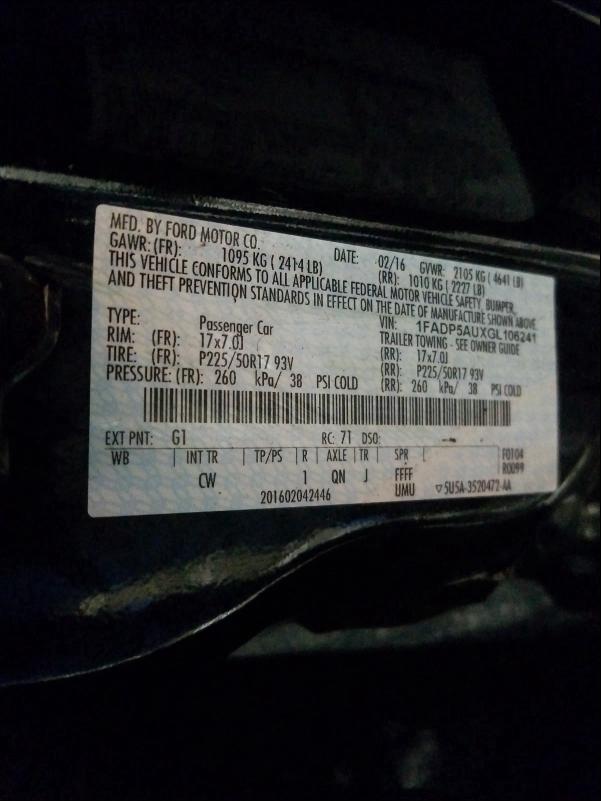 MFD. BY FORD MOTOR CO. DATE: 02/16 GVWR: 2105 KG ( 4641 LB)
GAWR: (FR): 1095 KG ( 2414 LB) (RR): 1010 KG ( 2227 LB)
THIS VEHICLE CONFORMS TO ALL APPLICABLE FEDERAL MOTOR VEHICLE SAFETY, BUMPER,
AND THEFT PREVENTION STANDARDS IN EFFECT ON THE DATE OF MANUFACTURE SHOWN ABOVE.
VIN: 1FADP5AUXGL106241
TYPE: Passenger Car TRAILER TOWING - SEE OWNER GUIDE
RIM: (FR): 17x7.0J (RR): 17x7.0J
TIRE: (FR): P225/50R17 93V (RR): P225/50R17 93V
PRESSURE: (FR): 260 kPa/ 38 PSI COLD (RR): 260 kPa/ 38 PSI COLD
EXT PNT: G1 RC: 71 DSO: F0104
WB INT TR TP/PS R AXLE TR SPR R0099
CW 1 QN J FFFF
201602042446 UMU ▽5U5A-3520472-AA